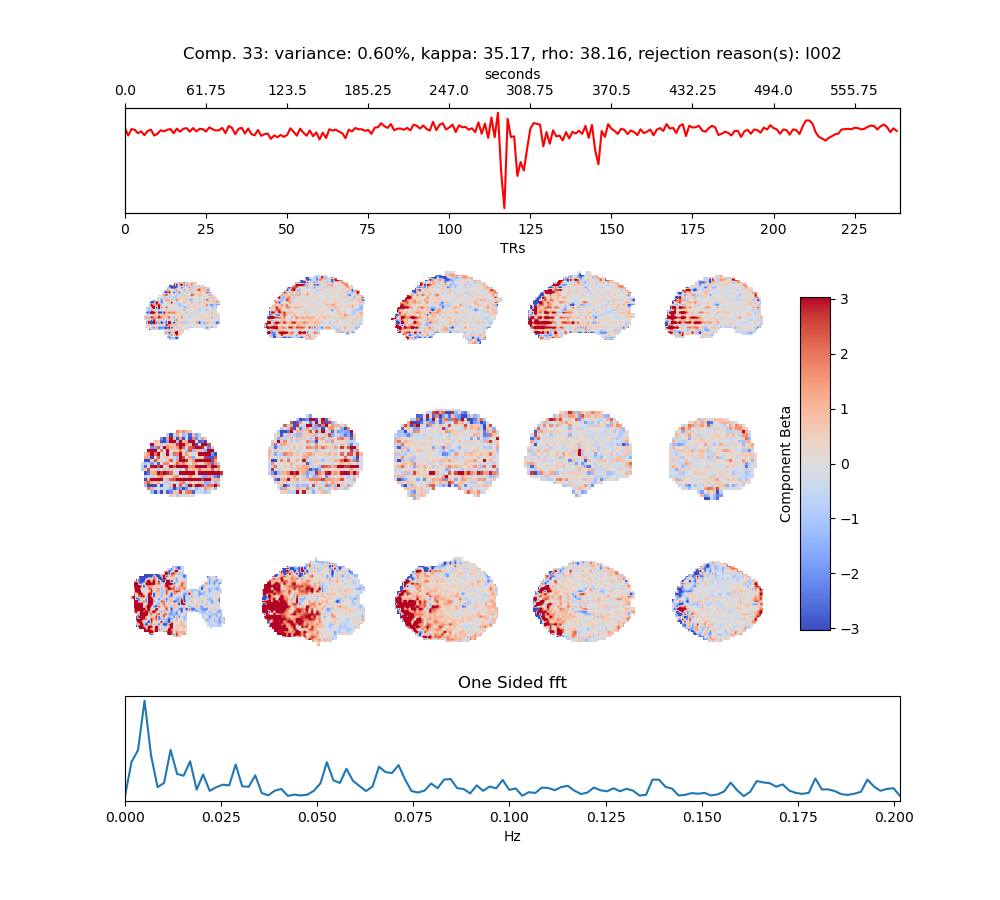 Comp. 33: variance: 0.60%, kappa: 35.17, rho: 38.16, rejection reason(s): I002
seconds
0.0 61.75 123.5 185.25 247.0 308.75 370.5 432.25 494.0 555.75
0 25 50 75 100 125 150 175 200 225
TRs
3
2
1
0
−1
−2
−3
Component Beta
One Sided fft
0.000 0.025 0.050 0.075 0.100 0.125 0.150 0.175 0.200
Hz